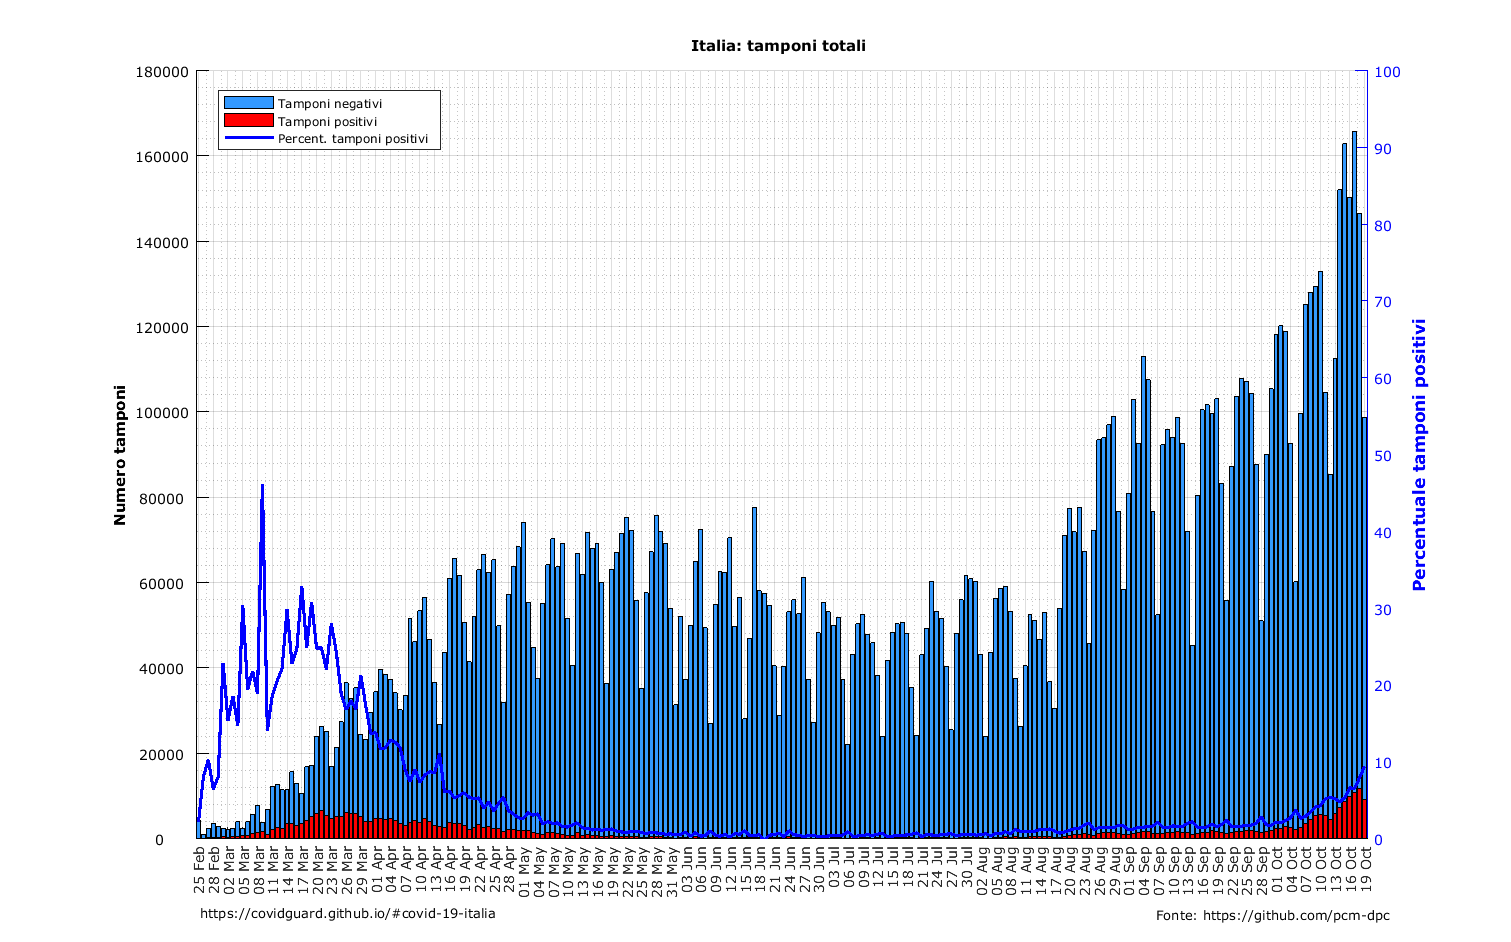 Italia: tamponi totali
Tamponi negativi
Tamponi positivi
Percent. tamponi positivi
Numero tamponi
180000
160000
140000
120000
100000
80000
60000
40000
20000
0
Percentuale tamponi positivi
100
90
80
70
60
50
40
30
20
10
0
25 Feb
28 Feb
02 Mar
05 Mar
08 Mar
11 Mar
14 Mar
17 Mar
20 Mar
23 Mar
26 Mar
29 Mar
01 Apr
04 Apr
07 Apr
10 Apr
13 Apr
16 Apr
19 Apr
22 Apr
25 Apr
28 Apr
01 May
04 May
07 May
10 May
13 May
16 May
19 May
22 May
25 May
28 May
31 May
03 Jun
06 Jun
09 Jun
12 Jun
15 Jun
18 Jun
21 Jun
24 Jun
27 Jun
30 Jun
03 Jul
06 Jul
09 Jul
12 Jul
15 Jul
18 Jul
21 Jul
24 Jul
27 Jul
30 Jul
02 Aug
05 Aug
08 Aug
11 Aug
14 Aug
17 Aug
20 Aug
23 Aug
26 Aug
29 Aug
01 Sep
04 Sep
07 Sep
10 Sep
13 Sep
16 Sep
19 Sep
22 Sep
25 Sep
28 Sep
01 Oct
04 Oct
07 Oct
10 Oct
13 Oct
16 Oct
19 Oct
https://covidguard.github.io/#covid-19-italia
Fonte: https://github.com/pcm-dpc